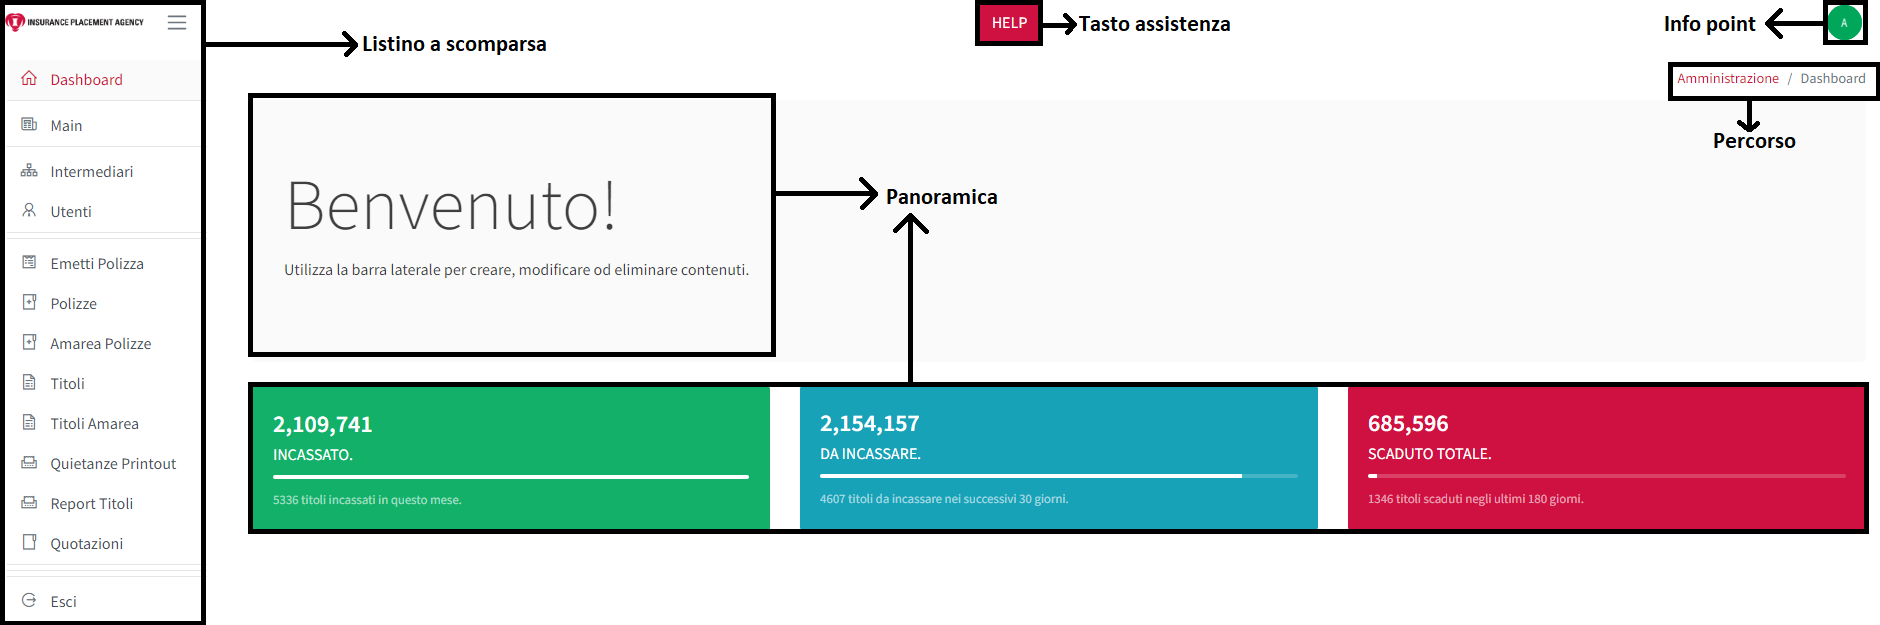 INSURANCE PLACEMENT AGENCY
Dashboard
Main
Intermediari
Utenti
Emetti Polizza
Polizze
Amarea Polizze
Titoli
Titoli Amarea
Quietanze Printout
Report Titoli
Quotazioni
Esci
Listino a scomparsa
HELP
Tasto assistenza
Info point
A
Amministrazione / Dashboard
Percorso
Benvenuto!
Utilizza la barra laterale per creare, modificare od eliminare contenuti.
Panoramica
2,109,741
INCASSATO.
5336 titoli incassati in questo mese.
2,154,157
DA INCASSARE.
4607 titoli da incassare nei successivi 30 giorni.
685,596
SCADUTO TOTALE.
1346 titoli scaduti negli ultimi 180 giorni.